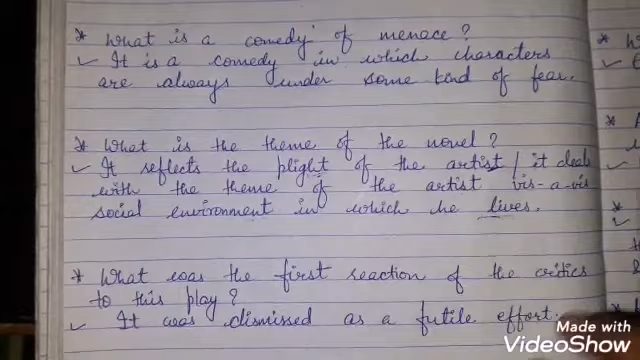 * What is a comedy of menace?
✓ It is a comedy in which characters
are always under some kind of fear.
* What is the theme of the novel?
✓ It reflects the plight of the artist / it deals
with the theme of the artist vis-a-vis
social environment in which he lives.
* What was the first reaction of the critics
to this play?
✓ It was dismissed as a futile effort.
Made with
VideoShow